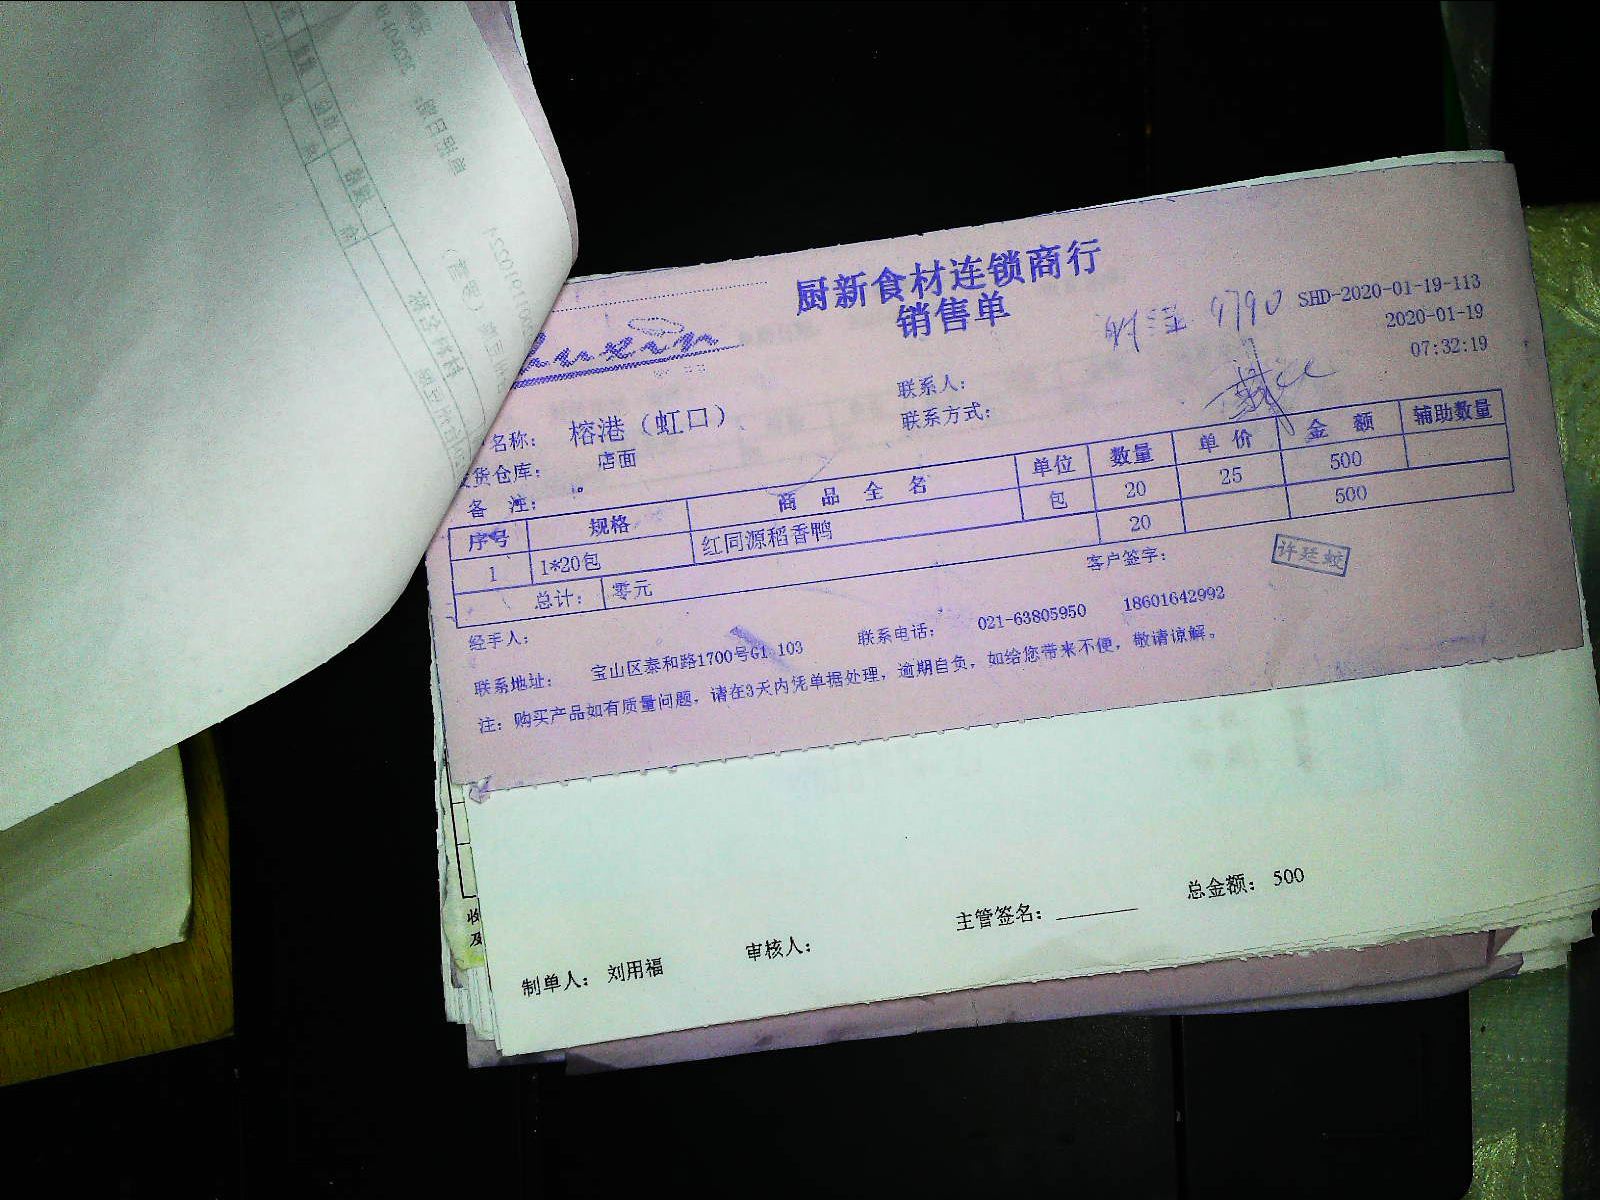 厨新食材连锁商行
销售单
SHD-2020-01-19-113
2020-01-19
07:32:19
名称： 榕港（虹口）
联系人：
货仓库： 店面
联系方式：
备 注： 。
序号 规格 商 品 全 名 单位 数量 单 价 金 额 辅助数量
1 1*20包 红同源稻香鸭 包 20 25 500
总计： 零元 20 500
经手人： 客户签字： 许廷蛟
联系地址： 宝山区泰和路1700号G1 103 联系电话： 021-63805950 18601642992
注：购买产品如有质量问题，请在3天内凭单据处理，逾期自负，如给您带来不便，敬请谅解。
制单人： 刘用福 审核人： 主管签名： 总金额： 500